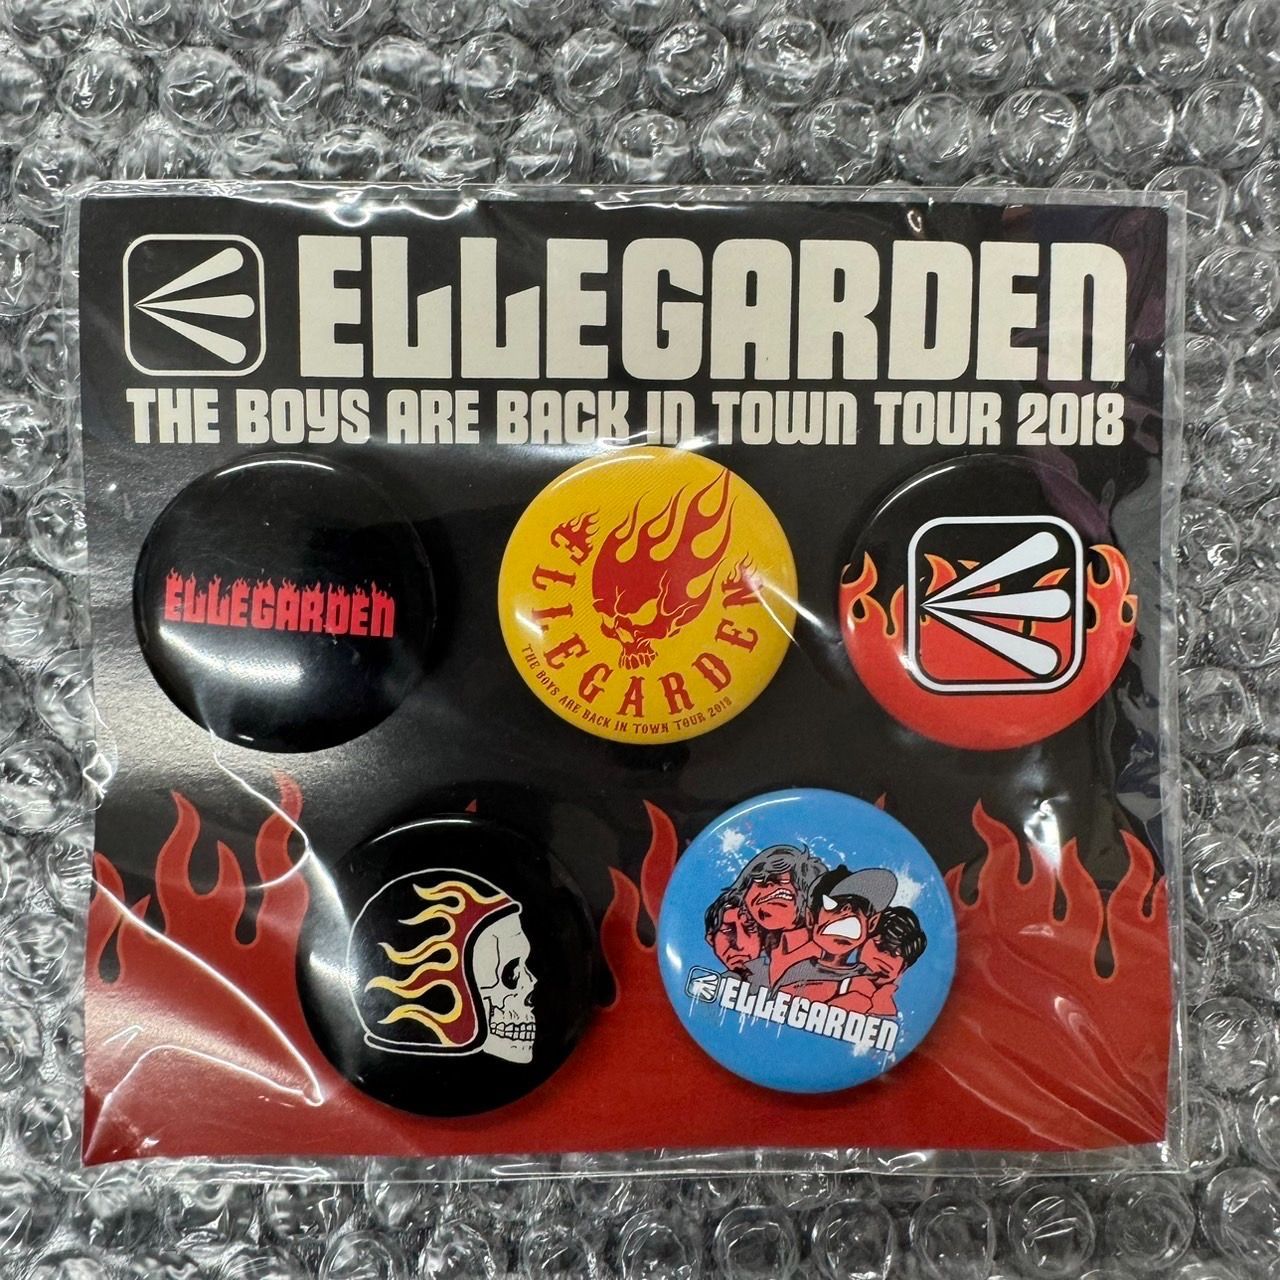 ELLEGARDEN
THE BOYS ARE BACK IN TOWN TOUR 2018
ELLEGARDEN
ELLEGARDEN
THE BOYS ARE BACK IN TOWN TOUR 2018
ELLEGARDEN